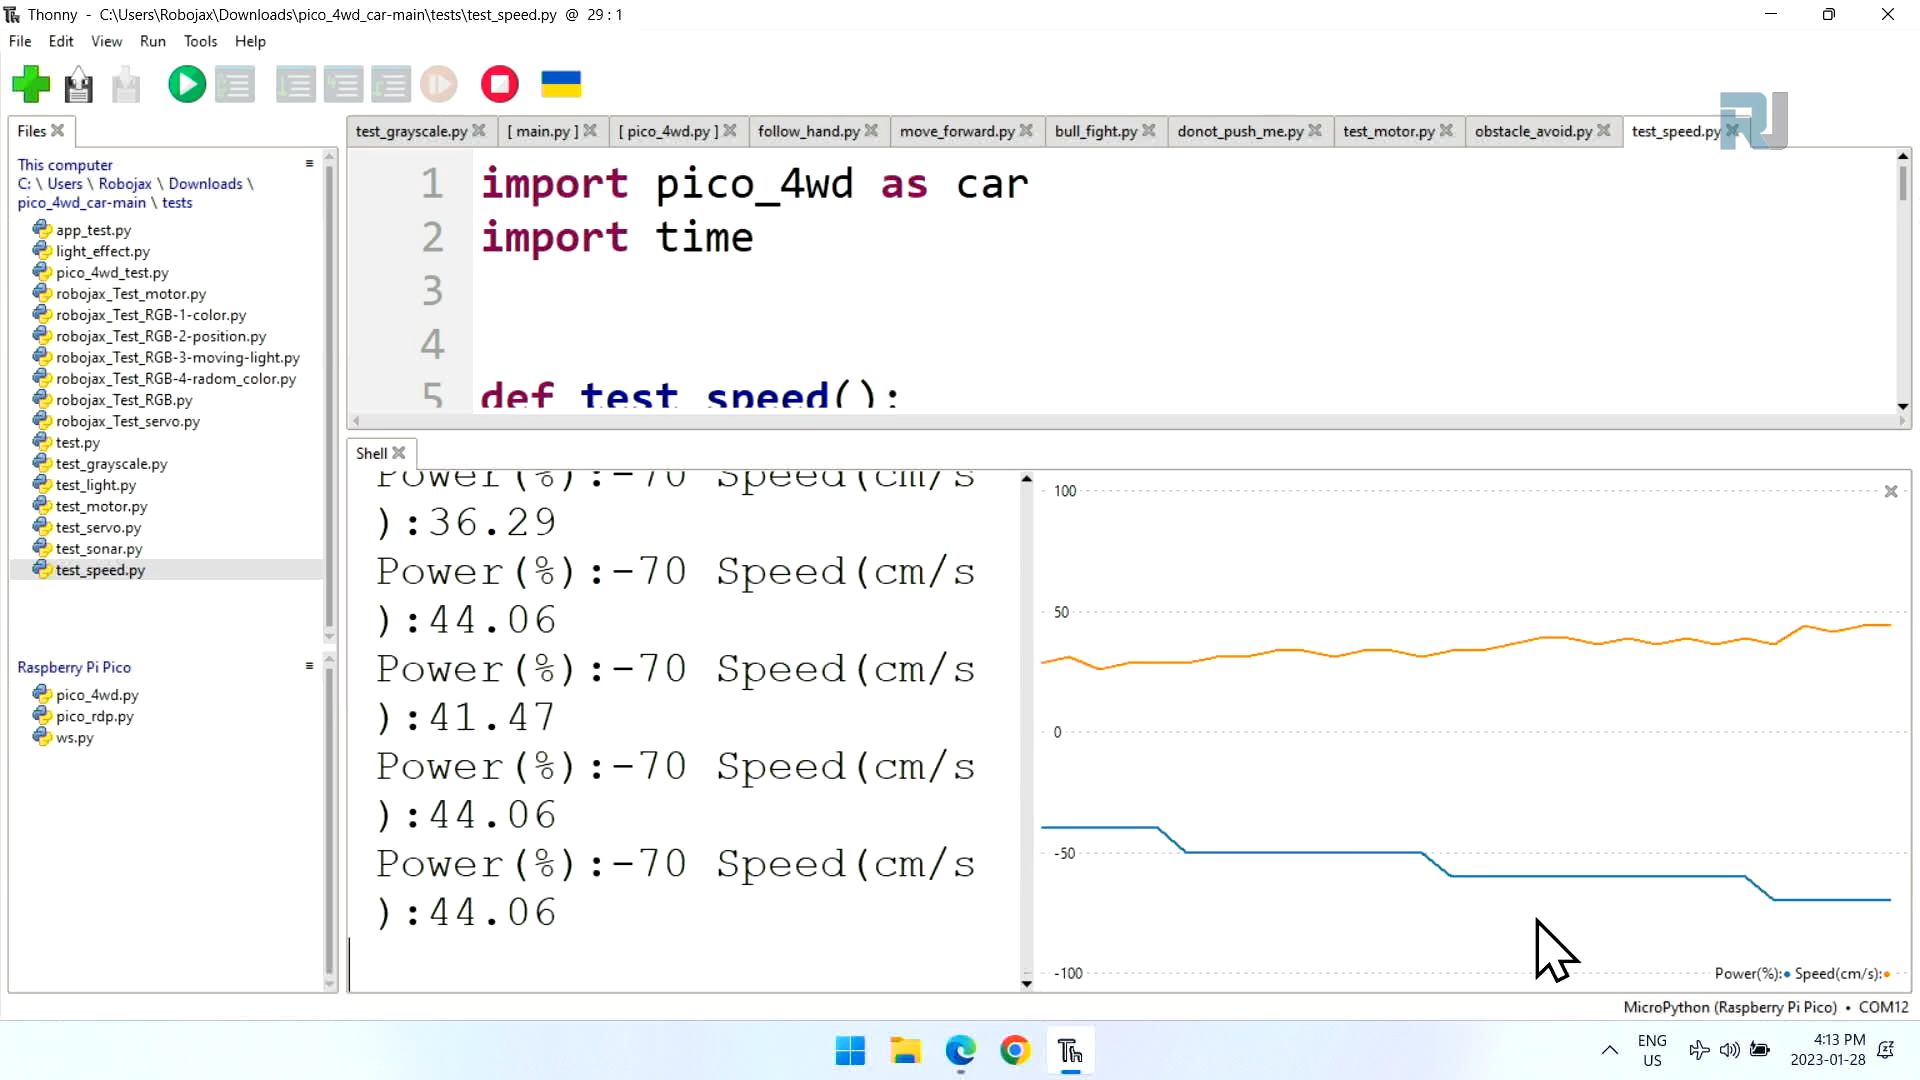 Thonny - C:\Users\Robojax\Downloads\pico_4wd_car-main\tests\test_speed.py @ 29 : 1
File Edit View Run Tools Help
Files
This computer
C: \ Users \ Robojax \ Downloads \
pico_4wd_car-main \ tests
app_test.py
light_effect.py
pico_4wd_test.py
robojax_Test_motor.py
robojax_Test_RGB-1-color.py
robojax_Test_RGB-2-position.py
robojax_Test_RGB-3-moving-light.py
robojax_Test_RGB-4-radom_color.py
robojax_Test_RGB.py
robojax_Test_servo.py
test.py
test_grayscale.py
test_light.py
test_motor.py
test_servo.py
test_sonar.py
test_speed.py
Raspberry Pi Pico
pico_4wd.py
pico_rdp.py
ws.py
test_grayscale.py [ main.py ] [ pico_4wd.py ] follow_hand.py move_forward.py bull_fight.py donot_push_me.py test_motor.py obstacle_avoid.py test_speed.py
RJ
1 import pico_4wd as car
2 import time
3
4
5 def test_speed():
Shell
Power(%):-70 Speed(cm/s
):36.29
Power(%):-70 Speed(cm/s
):44.06
Power(%):-70 Speed(cm/s
):41.47
Power(%):-70 Speed(cm/s
):44.06
Power(%):-70 Speed(cm/s
):44.06
100
50
0
-50
-100
Power(%): Speed(cm/s):
MicroPython (Raspberry Pi Pico) • COM12
Th
ENG
US
4:13 PM
2023-01-28